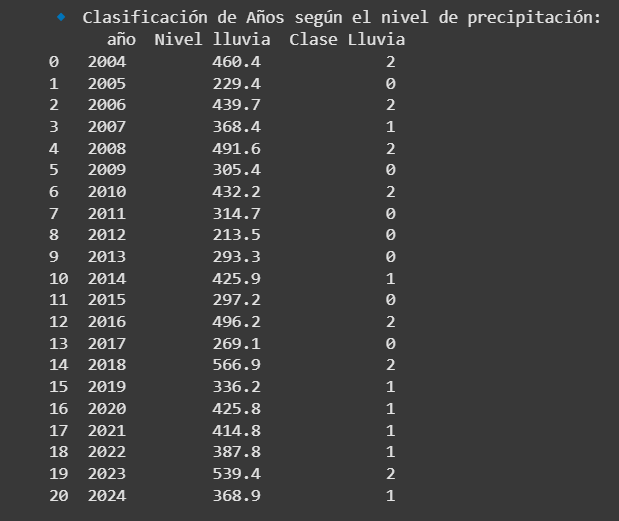 🔹 Clasificación de Años según el nivel de precipitación:
año Nivel lluvia Clase Lluvia
0 2004 460.4 2
1 2005 229.4 0
2 2006 439.7 2
3 2007 368.4 1
4 2008 491.6 2
5 2009 305.4 0
6 2010 432.2 2
7 2011 314.7 0
8 2012 213.5 0
9 2013 293.3 0
10 2014 425.9 1
11 2015 297.2 0
12 2016 496.2 2
13 2017 269.1 0
14 2018 566.9 2
15 2019 336.2 1
16 2020 425.8 1
17 2021 414.8 1
18 2022 387.8 1
19 2023 539.4 2
20 2024 368.9 1